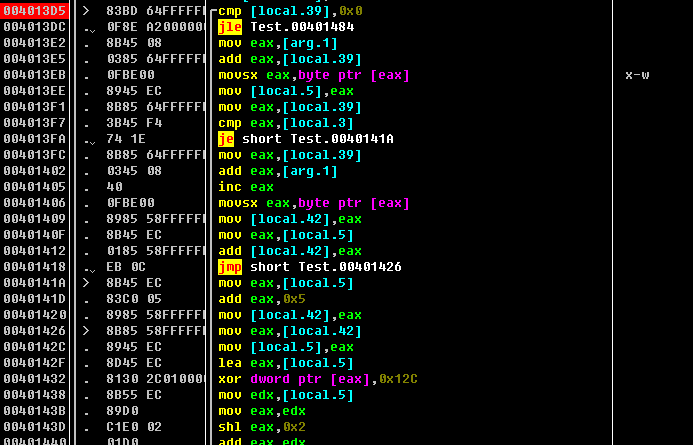 004013D5 > 83BD 64FFFFFF cmp [local.39],0x0
004013DC . 0F8E A2000000 jle Test.00401484
004013E2 . 8B45 08 mov eax,[arg.1]
004013E5 . 0385 64FFFFFF add eax,[local.39]
004013EB . 0FBE00 movsx eax,byte ptr [eax] x-w
004013EE . 8945 EC mov [local.5],eax
004013F1 . 8B85 64FFFFFF mov eax,[local.39]
004013F7 . 3B45 F4 cmp eax,[local.3]
004013FA . 74 1E je short Test.0040141A
004013FC . 8B85 64FFFFFF mov eax,[local.39]
00401402 . 0345 08 add eax,[arg.1]
00401405 . 40 inc eax
00401406 . 0FBE00 movsx eax,byte ptr [eax]
00401409 . 8985 58FFFFFF mov [local.42],eax
0040140F . 8B45 EC mov eax,[local.5]
00401412 . 0185 58FFFFFF add [local.42],eax
00401418 . EB 0C jmp short Test.00401426
0040141A > 8B45 EC mov eax,[local.5]
0040141D . 83C0 05 add eax,0x5
00401420 . 8985 58FFFFFF mov [local.42],eax
00401426 > 8B85 58FFFFFF mov eax,[local.42]
0040142C . 8945 EC mov [local.5],eax
0040142F . 8D45 EC lea eax,[local.5]
00401432 . 8130 2C010000 xor dword ptr [eax],0x12C
00401438 . 8B55 EC mov edx,[local.5]
0040143B . 89D0 mov eax,edx
0040143D . C1E0 02 shl eax,0x2
00401440 . 01D0 add eax,edx